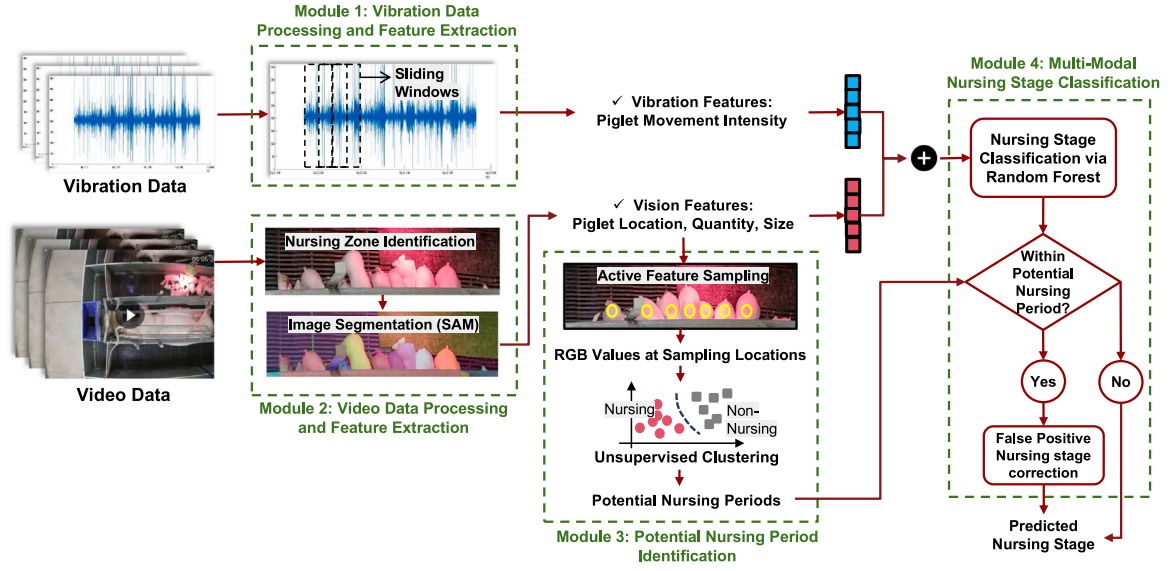 Module 1: Vibration Data
Processing and Feature Extraction
Sliding
Windows
Vibration Data
✓ Vibration Features:
Piglet Movement Intensity
Module 4: Multi-Modal
Nursing Stage Classification
Nursing Stage
Classification via
Random Forest
Nursing Zone Identification
Image Segmentation (SAM)
Video Data
Module 2: Video Data Processing
and Feature Extraction
✓ Vision Features:
Piglet Location, Quantity, Size
Active Feature Sampling
RGB Values at Sampling Locations
Nursing
Non-
Nursing
Unsupervised Clustering
Potential Nursing Periods
Module 3: Potential Nursing Period
Identification
Within
Potential
Nursing
Period?
Yes
No
False Positive
Nursing stage
correction
Predicted
Nursing Stage